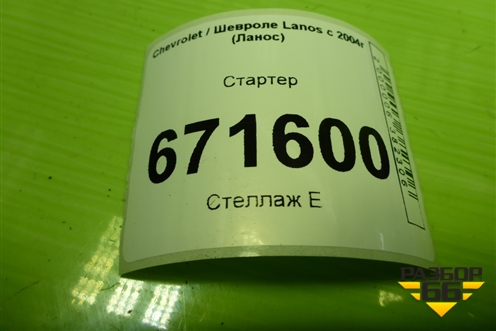 Chevrolet / Шевроле Lanos с 2004г
(Ланос)
Стартер
671600
Стеллаж Е
РАЗБОР
66